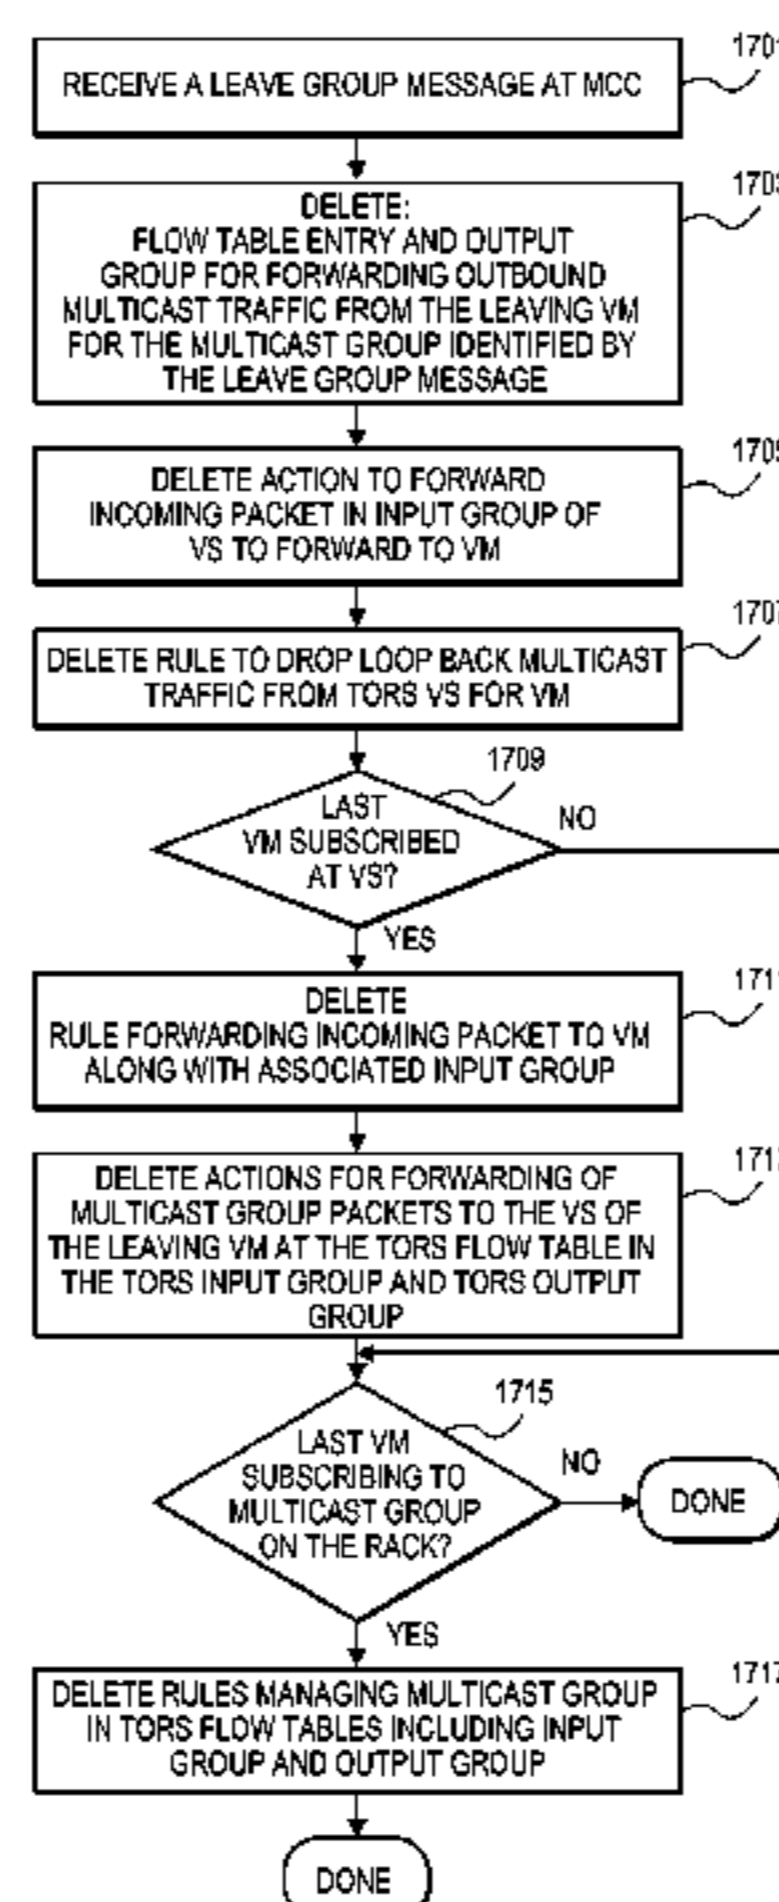 1701
RECEIVE A LEAVE GROUP MESSAGE AT MCC
1703
DELETE:
FLOW TABLE ENTRY AND OUTPUT
GROUP FOR FORWARDING OUTBOUND
MULTICAST TRAFFIC FROM THE LEAVING VM
FOR THE MULTICAST GROUP IDENTIFIED BY
THE LEAVE GROUP MESSAGE
1705
DELETE ACTION TO FORWARD
INCOMING PACKET IN INPUT GROUP OF
VS TO FORWARD TO VM
1707
DELETE RULE TO DROP LOOP BACK MULTICAST
TRAFFIC FROM TORS VS FOR VM
1709
LAST
VM SUBSCRIBED
AT VS?
NO
YES
1711
DELETE
RULE FORWARDING INCOMING PACKET TO VM
ALONG WITH ASSOCIATED INPUT GROUP
DELETE ACTIONS FOR FORWARDING OF
MULTICAST GROUP PACKETS TO THE VS OF
THE LEAVING VM AT THE TORS FLOW TABLE IN
THE TORS INPUT GROUP AND TORS OUTPUT
GROUP
1715
LAST VM
SUBSCRIBING TO
MULTICAST GROUP
ON THE RACK?
NO
DONE
YES
1717
DELETE RULES MANAGING MULTICAST GROUP
IN TORS FLOW TABLES INCLUDING INPUT
GROUP AND OUTPUT GROUP
DONE